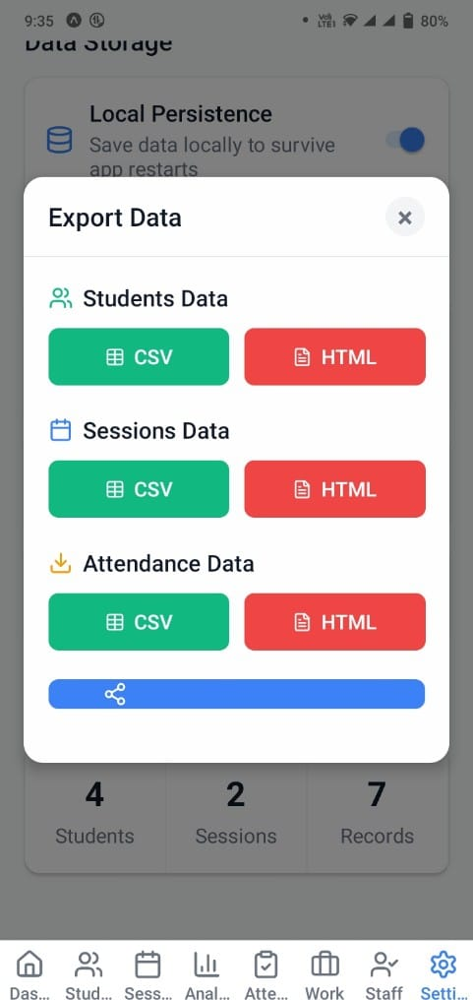 9:35
VoD
LTE1
80%
Data Storage
Local Persistence
Save data locally to survive
app restarts
Export Data
Students Data
CSV
HTML
Sessions Data
CSV
HTML
Attendance Data
CSV
HTML
4
2
7
Students
Sessions
Records
Das...
Stud...
Sess...
Anal...
Atte...
Work
Staff
Setti...